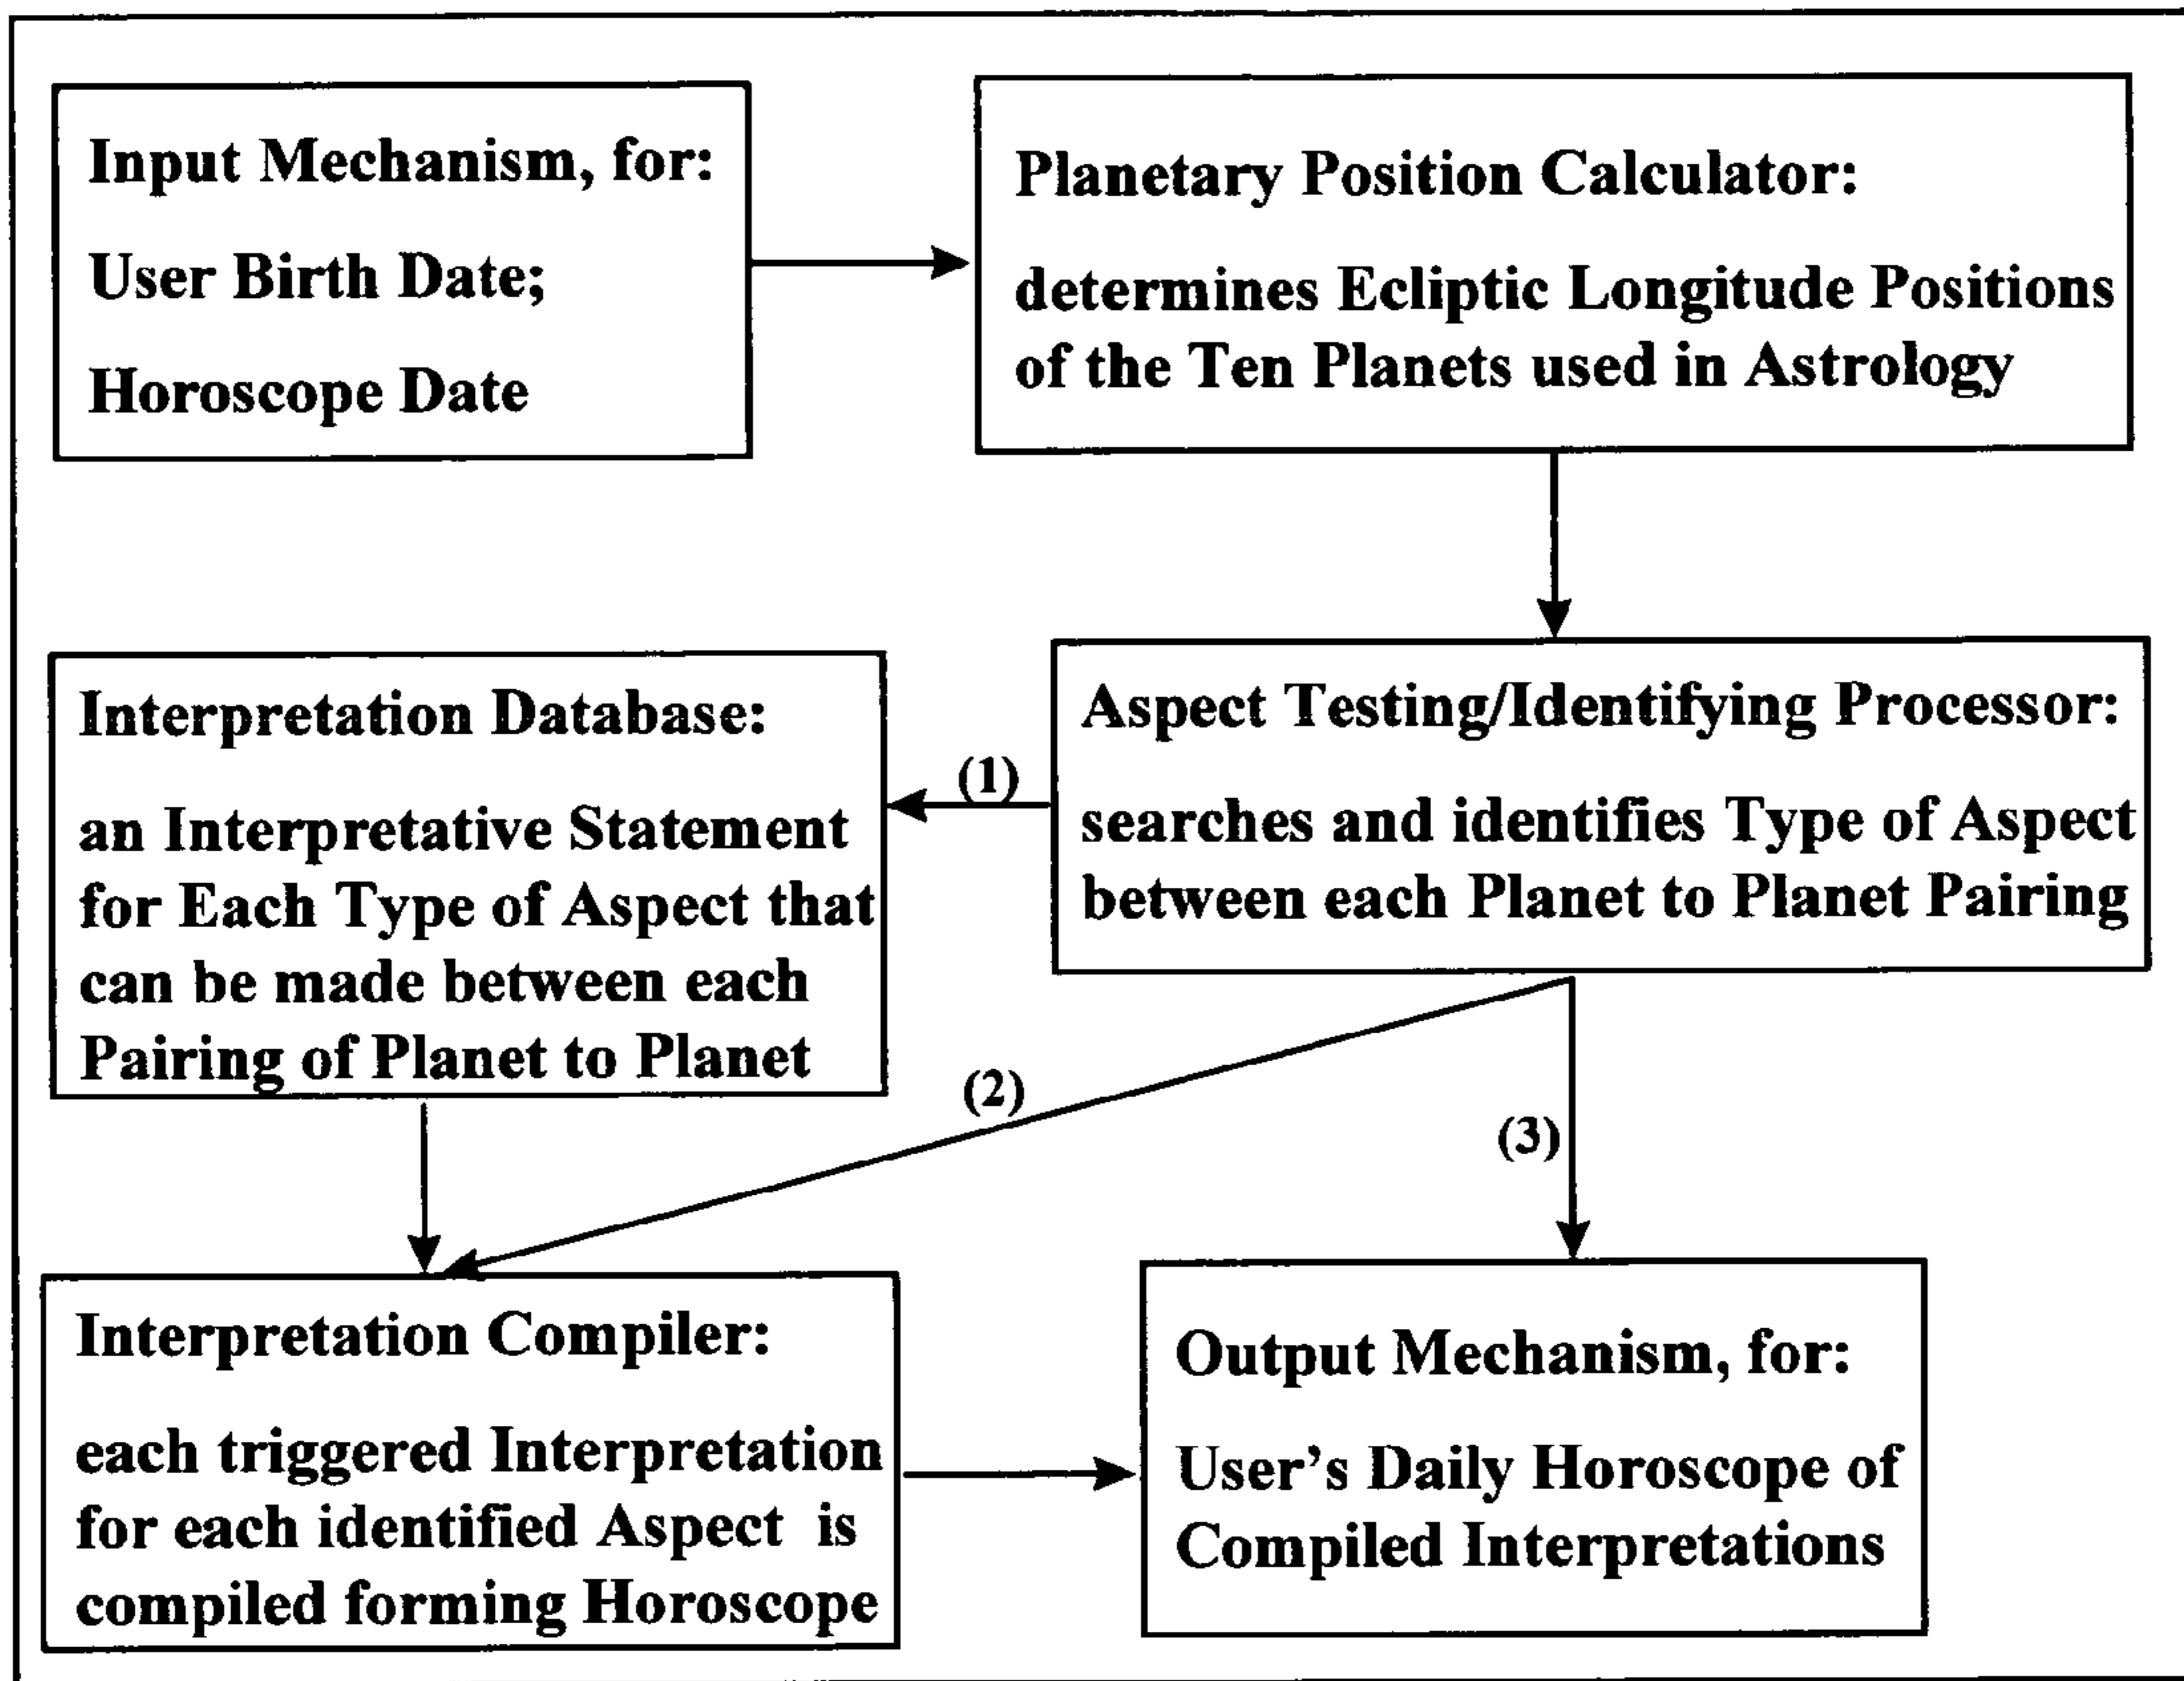 Input Mechanism, for:
User Birth Date;
Horoscope Date
Planetary Position Calculator:
determines Ecliptic Longitude Positions
of the Ten Planets used in Astrology
Interpretation Database:
an Interpretative Statement
for Each Type of Aspect that
can be made between each
Pairing of Planet to Planet
(1)
Aspect Testing/Identifying Processor:
searches and identifies Type of Aspect
between each Planet to Planet Pairing
(2)
(3)
Interpretation Compiler:
each triggered Interpretation
for each identified Aspect is
compiled forming Horoscope
Output Mechanism, for:
User’s Daily Horoscope of
Compiled Interpretations